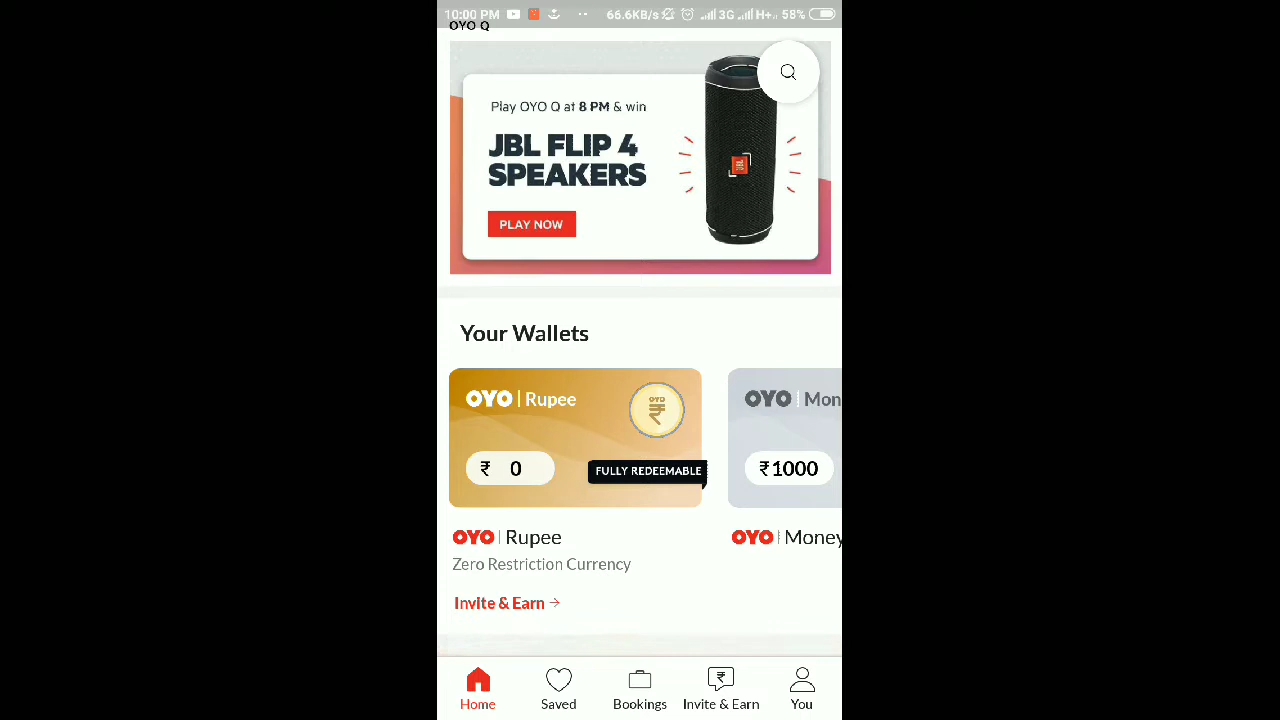 10:00 PM 66.6KB/s 3G H+ 58%
OYO Q
Play OYO Q at 8 PM & win
JBL FLIP 4
SPEAKERS
PLAY NOW
JBL
Your Wallets
OYO Rupee
OYO
₹ 0
FULLY REDEEMABLE
OYO Mon
₹1000
OYO Rupee
Zero Restriction Currency
Invite & Earn →
OYO Money
Home
Saved
Bookings
Invite & Earn
You